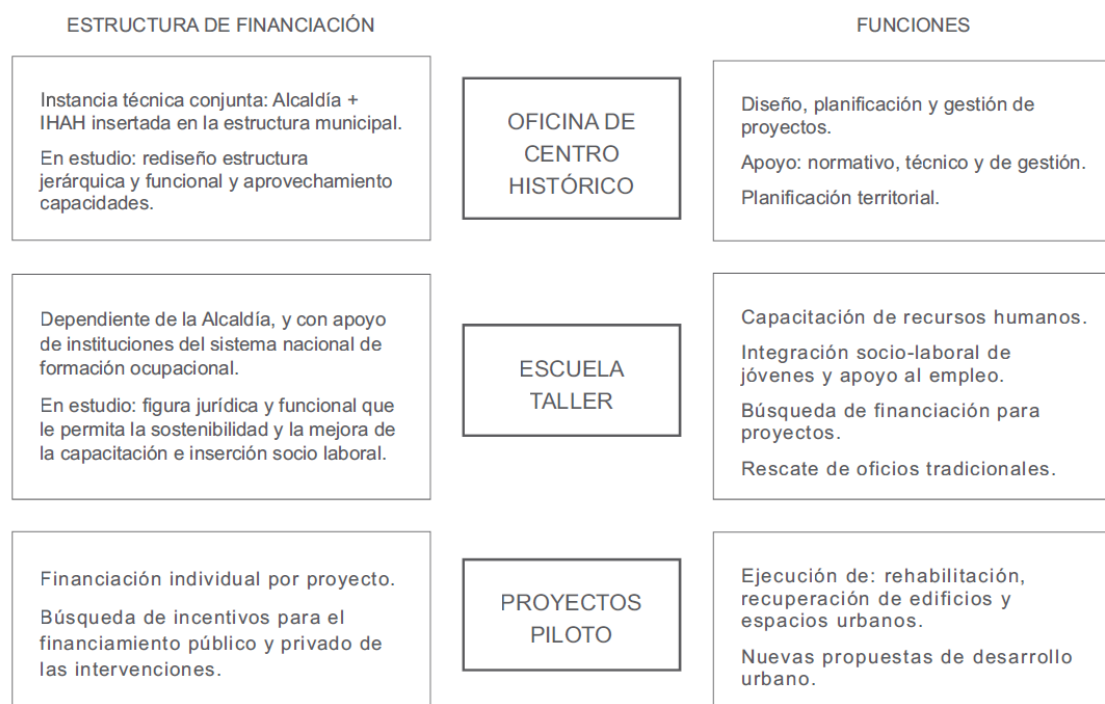 ESTRUCTURA DE FINANCIACIÓN
FUNCIONES
Instancia técnica conjunta: Alcaldía +
IHAH insertada en la estructura municipal.
En estudio: rediseño estructura
jerárquica y funcional y aprovechamiento
capacidades.
OFICINA DE
CENTRO
HISTÓRICO
Diseño, planificación y gestión de
proyectos.
Apoyo: normativo, técnico y de gestión.
Planificación territorial.
Dependiente de la Alcaldía, y con apoyo
de instituciones del sistema nacional de
formación ocupacional.
En estudio: figura jurídica y funcional que
le permita la sostenibilidad y la mejora de
la capacitación e inserción socio laboral.
ESCUELA
TALLER
Capacitación de recursos humanos.
Integración socio-laboral de
jóvenes y apoyo al empleo.
Búsqueda de financiación para
proyectos.
Rescate de oficios tradicionales.
Financiación individual por proyecto.
Búsqueda de incentivos para el
financiamiento público y privado de
las intervenciones.
PROYECTOS
PILOTO
Ejecución de: rehabilitación,
recuperación de edificios y
espacios urbanos.
Nuevas propuestas de desarrollo
urbano.